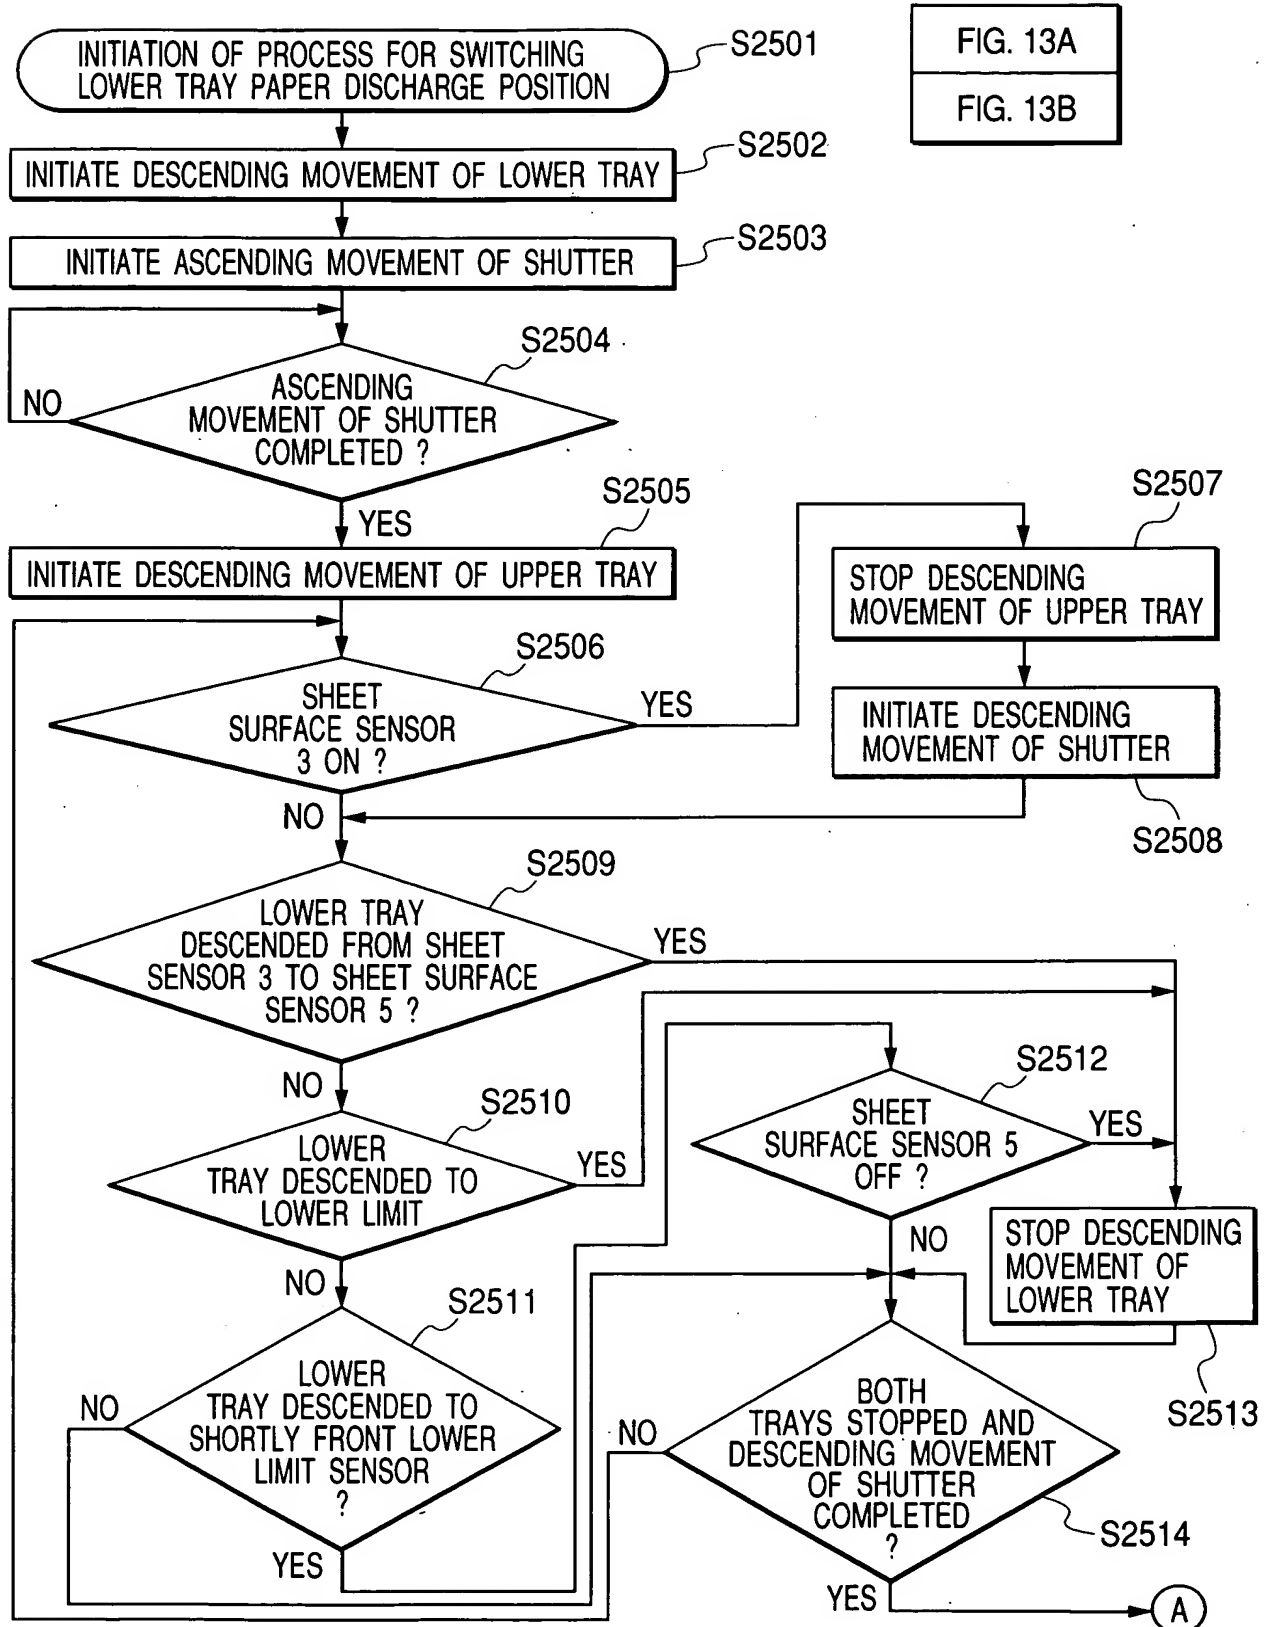 FIG. 13A
FIG. 13B
INITIATION OF PROCESS FOR SWITCHING
LOWER TRAY PAPER DISCHARGE POSITION
S2501
S2502
INITIATE DESCENDING MOVEMENT OF LOWER TRAY
S2503
INITIATE ASCENDING MOVEMENT OF SHUTTER
S2504
ASCENDING
MOVEMENT OF SHUTTER
COMPLETED ?
NO
YES
S2505
INITIATE DESCENDING MOVEMENT OF UPPER TRAY
S2506
SHEET
SURFACE SENSOR
3 ON ?
YES
NO
S2507
STOP DESCENDING
MOVEMENT OF UPPER TRAY
INITIATE DESCENDING
MOVEMENT OF SHUTTER
S2508
S2509
LOWER TRAY
DESCENDED FROM SHEET
SENSOR 3 TO SHEET SURFACE
SENSOR 5 ?
YES
NO
S2510
LOWER
TRAY DESCENDED TO
LOWER LIMIT
YES
NO
S2511
LOWER
TRAY DESCENDED TO
SHORTLY FRONT LOWER
LIMIT SENSOR
?
NO
YES
S2512
SHEET
SURFACE SENSOR 5
OFF ?
YES
NO
STOP DESCENDING
MOVEMENT OF
LOWER TRAY
S2513
BOTH
TRAYS STOPPED AND
DESCENDING MOVEMENT
OF SHUTTER
COMPLETED
?
NO
S2514
YES
A